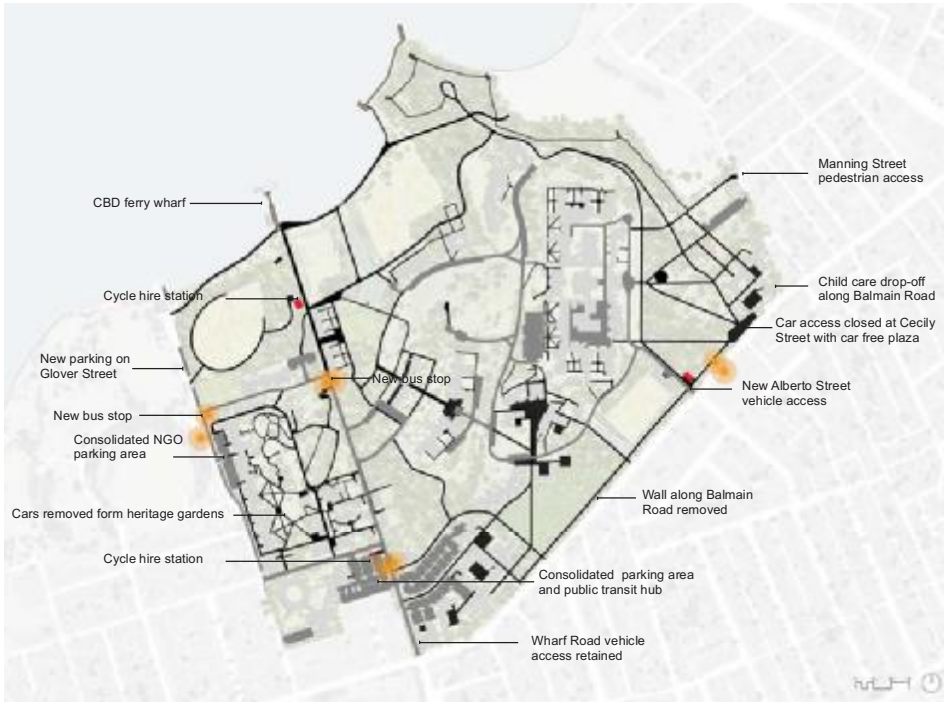 Manning Street
pedestrian access
CBD ferry wharf
Child care drop-off
along Balmain Road
Cycle hire station
Car access closed at Cecily
Street with car free plaza
New parking on
Glover Street
New bus stop
New Alberto Street
vehicle access
New bus stop
Consolidated NGO
parking area
Wall along Balmain
Road removed
Cars removed form heritage gardens
Cycle hire station
Consolidated parking area
and public transit hub
Wharf Road vehicle
access retained